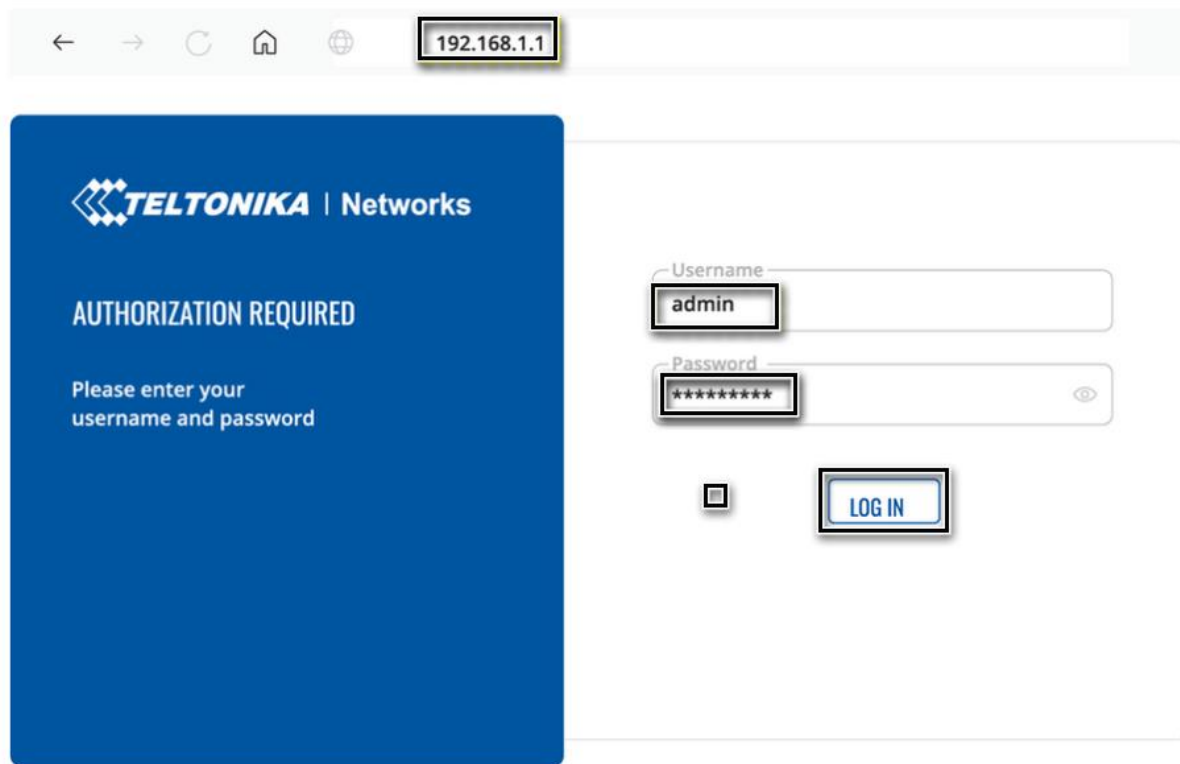 192.168.1.1
TELTONIKA | Networks
AUTHORIZATION REQUIRED
Please enter your
username and password
Username
admin
Password
*********
LOG IN